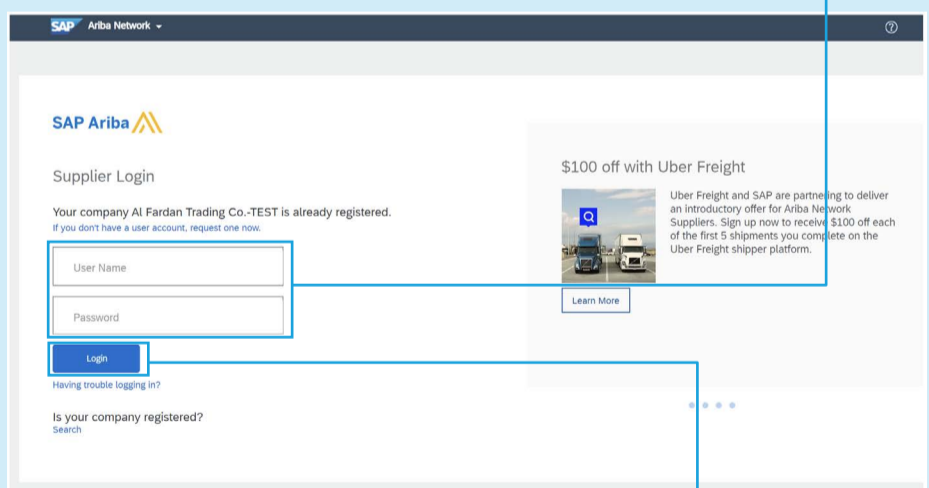 SAP Ariba Network
SAP Ariba
Supplier Login
Your company Al Fardan Trading Co.-TEST is already registered.
If you don't have a user account, request one now.
User Name
Password
Login
Having trouble logging in?
Is your company registered?
Search
$100 off with Uber Freight
Uber Freight and SAP are partnering to deliver
an introductory offer for Ariba Network
Suppliers. Sign up now to receive $100 off each
of the first 5 shipments you complete on the
Uber Freight shipper platform.
Learn More